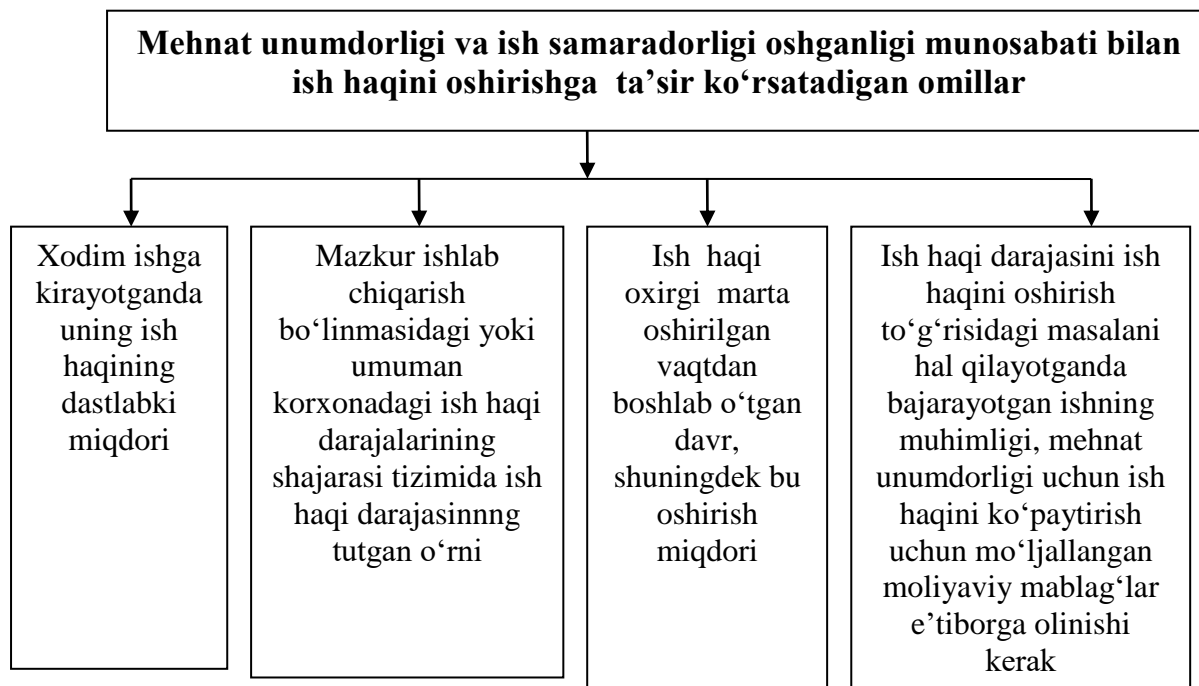 Mehnat unumdorligi va ish samaradorligi oshganligi munosabati bilan
ish haqini oshirishga ta’sir ko‘rsatadigan omillar
Xodim ishga
kirayotganda
uning ish
haqining
dastlabki
miqdori
Mazkur ishlab
chiqarish
bo‘linmasidagi yoki
umuman
korxonadagi ish haqi
darajalarining
shajarasi tizimida ish
haqi darajasinnng
tutgan o‘rni
Ish haqi
oxirgi marta
oshirilgan
vaqtdan
boshlab o‘tgan
davr,
shuningdek bu
oshirish
miqdori
Ish haqi darajasini ish
haqini oshirish
to‘g‘risidagi masalani
hal qilayotganda
bajarayotgan ishning
muhimligi, mehnat
unumdorligi uchun ish
haqini ko‘paytirish
uchun mo‘ljallangan
moliyaviy mablag‘lar
e’tiborga olinishi
kerak